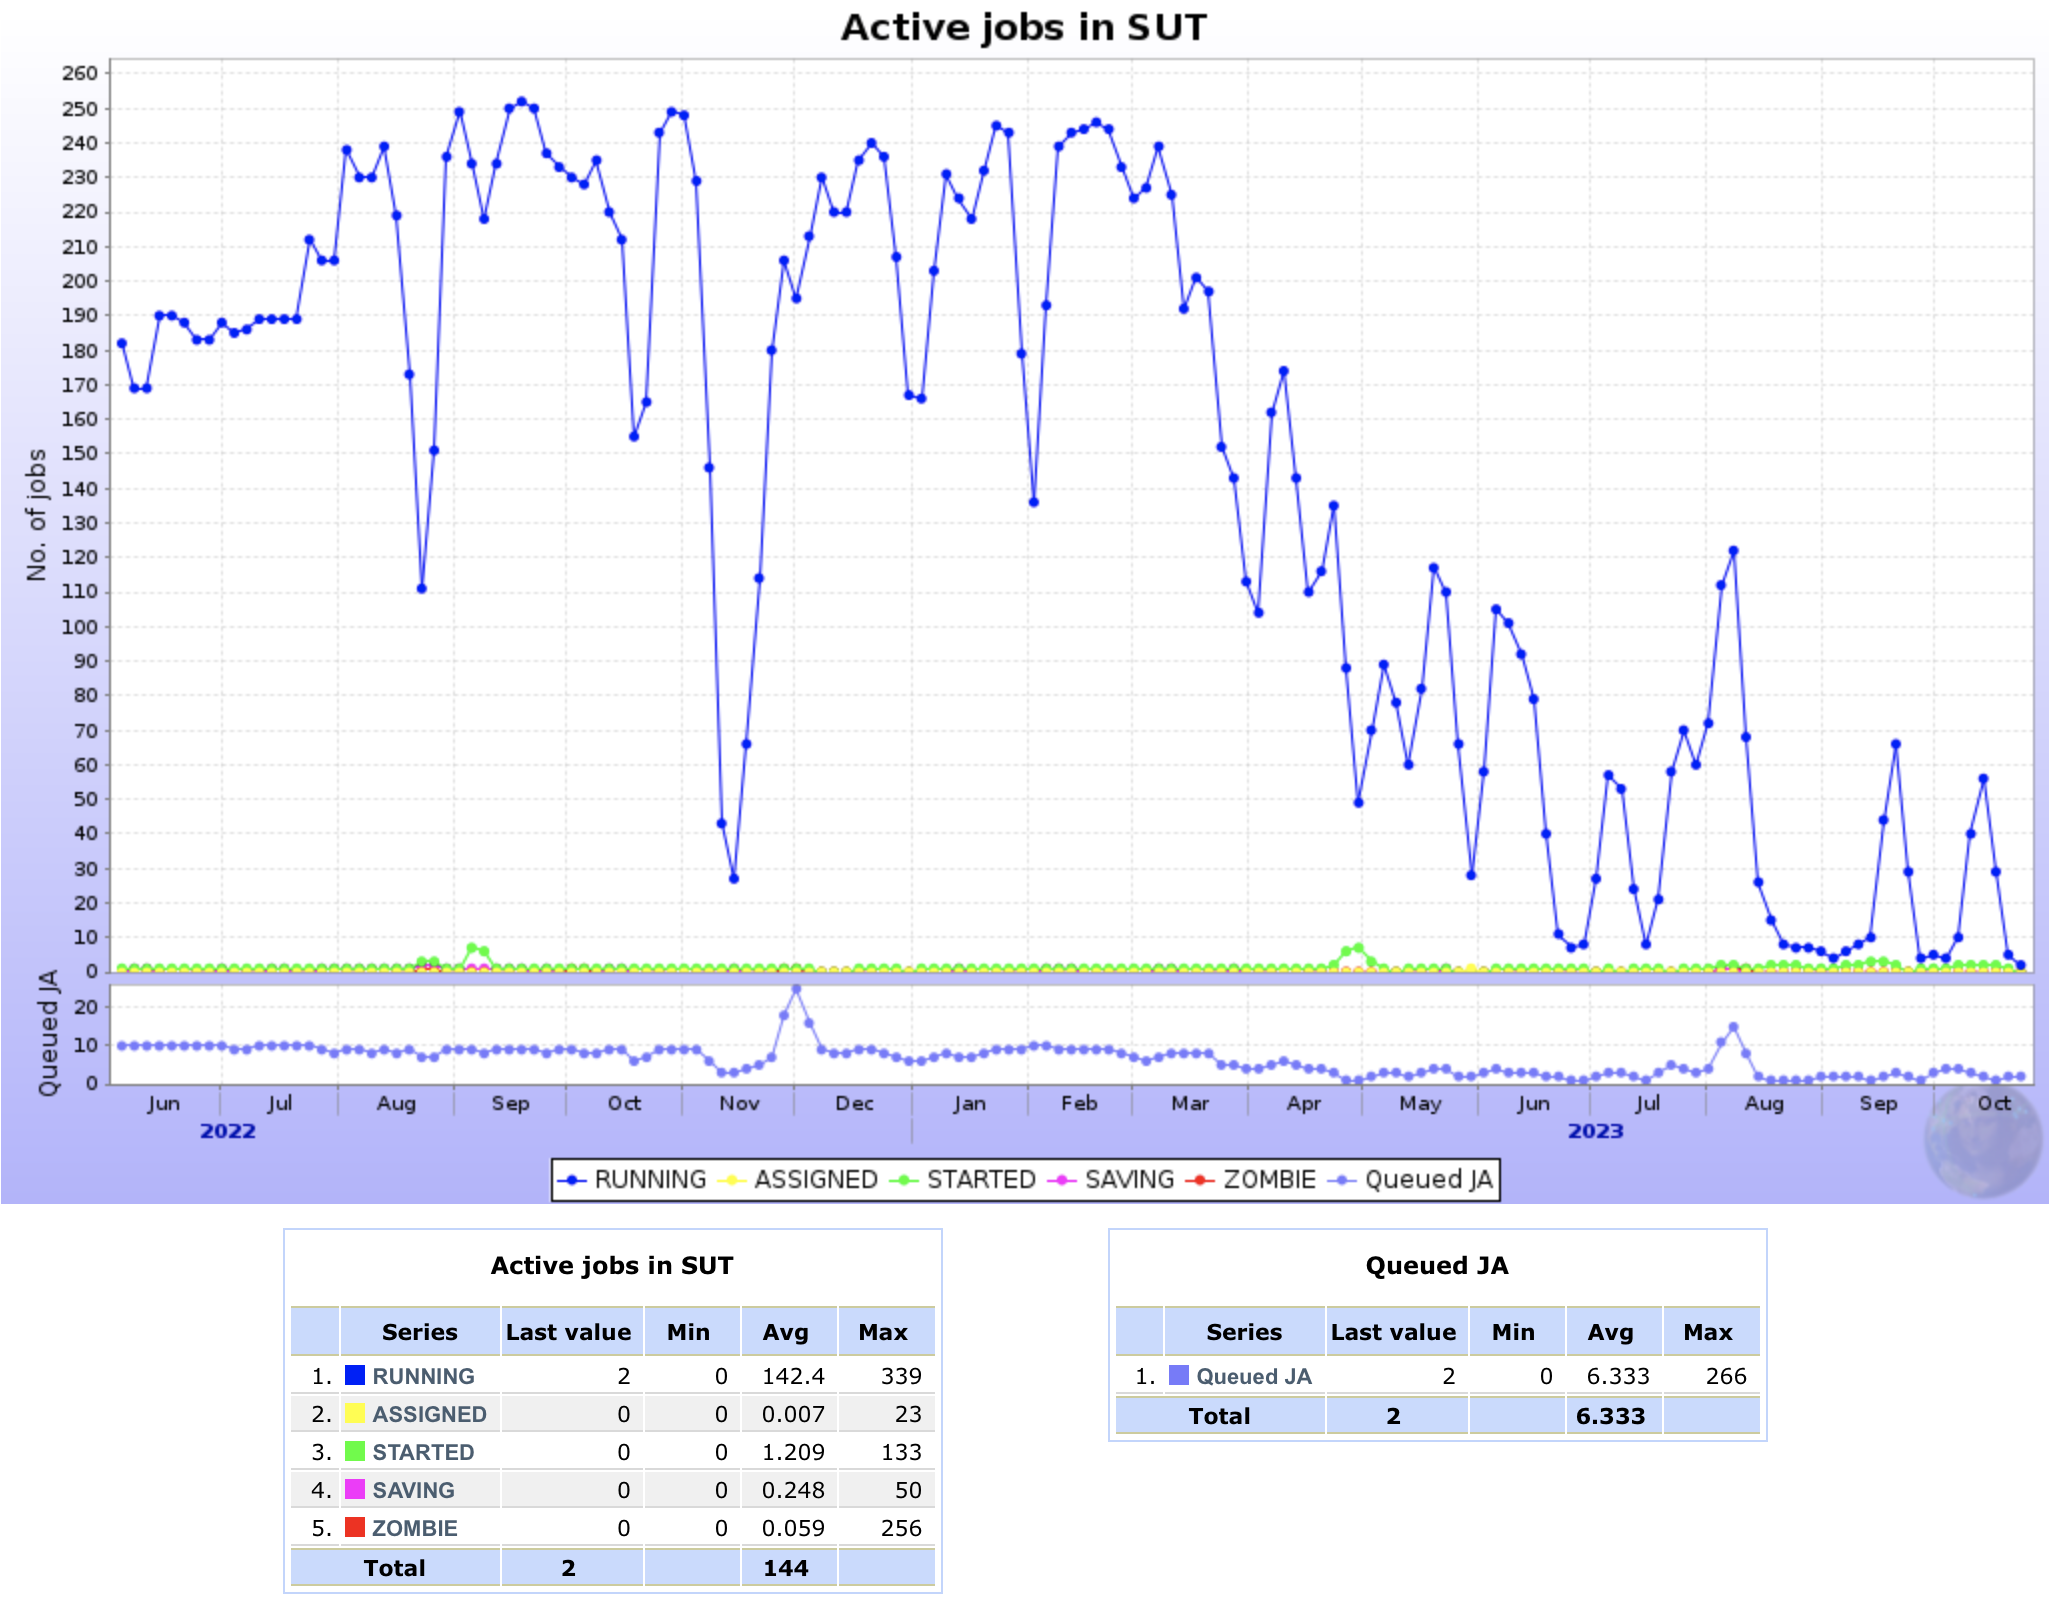 Active jobs in SUT
No. of jobs
260
250
240
230
220
210
200
190
180
170
160
150
140
130
120
110
100
90
80
70
60
50
40
30
20
10
0
Queued JA
20
10
0
Jun Jul Aug Sep Oct Nov Dec Jan Feb Mar Apr May Jun Jul Aug Sep Oct
2022 2023
RUNNING ASSIGNED STARTED SAVING ZOMBIE Queued JA
Active jobs in SUT
Series Last value Min Avg Max
1. RUNNING 2 0 142.4 339
2. ASSIGNED 0 0 0.007 23
3. STARTED 0 0 1.209 133
4. SAVING 0 0 0.248 50
5. ZOMBIE 0 0 0.059 256
Total 2 144
Queued JA
Series Last value Min Avg Max
1. Queued JA 2 0 6.333 266
Total 2 6.333